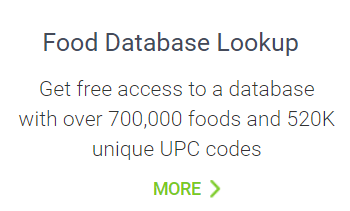 Food Database Lookup
Get free access to a database
with over 700,000 foods and 520K
unique UPC codes
MORE